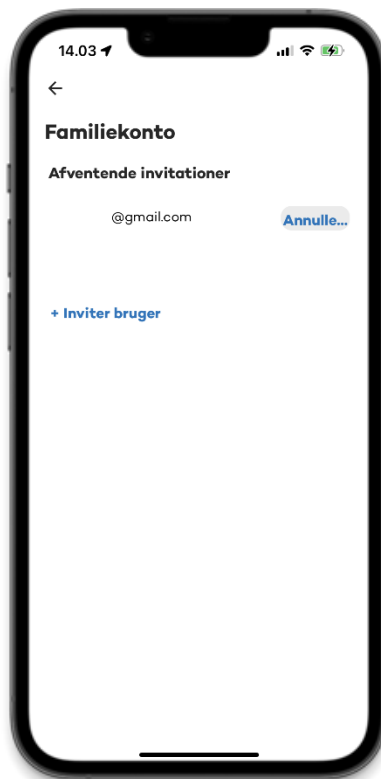 14.03
Familiekonto
Afventende invitationer
@gmail.com Annulle...
+ Inviter bruger